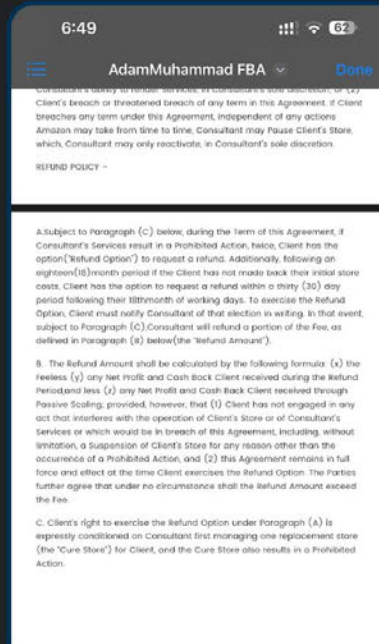 6:49
62
AdamMuhammad FBA
Done
Consultant's ability to render services, in Consultant's sole discretion, or (2)
Client's breach or threatened breach of any term in this Agreement. If Client
breaches any term under this Agreement, independent of any actions
Amazon may take from time to time, Consultant may Pause Client's Store,
which, Consultant may only reactivate, in Consultant's sole discretion
REFUND POLICY –
A.Subject to Paragraph (C) below, during the Term of this Agreement, if
Consultant's Services result in a Prohibited Action, twice, Client has the
option("Refund Option") to request a refund. Additionally, following an
eighteen(18)month period if the Client has not made back their initial store
costs, Client has the option to request a refund within a thirty (30) day
period following their 18thmonth of working days. To exercise the Refund
Option, Client must notify Consultant of that election in writing. In that event,
subject to Paragraph (C),Consultant will refund a portion of the Fee, as
defined in Paragraph (B) below(the "Refund Amount").
B. The Refund Amount shall be calculated by the following formula: (x) the
Feeless (y) any Net Profit and Cash Back Client received during the Refund
Period,and less (z) any Net Profit and Cash Back Client received through
Passive Scaling; provided, however, that (1) Client has not engaged in any
act that interferes with the operation of Client's Store or of Consultant's
Services or which would be in breach of this Agreement, including, without
limitation, a Suspension of Client's Store for any reason other than the
occurrence of a Prohibited Action, and (2) this Agreement remains in full
force and effect at the time Client exercises the Refund Option. The Parties
further agree that under no circumstance shall the Refund Amount exceed
the Fee.
C. Client's right to exercise the Refund Option under Paragraph (A) is
expressly conditioned on Consultant first managing one replacement store
(the "Cure Store") for Client, and the Cure Store also results in a Prohibited
Action.